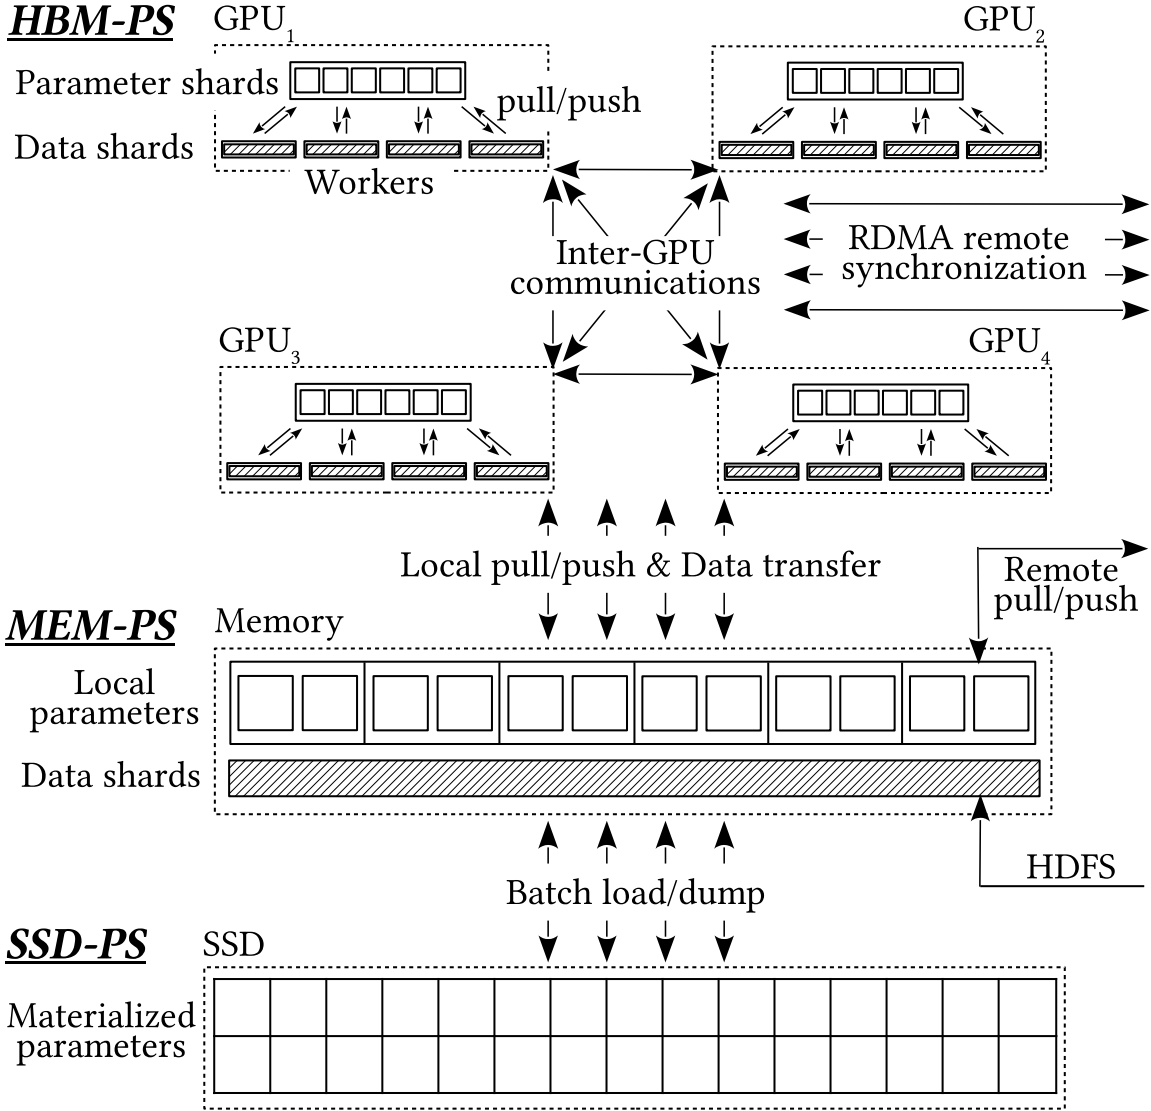 HBM-PS
GPU1
GPU2
Parameter shards
pull/push
Data shards
Workers
RDMA remote
synchronization
Inter-GPU
communications
GPU3
GPU4
Local pull/push & Data transfer
Remote
pull/push
MEM-PS
Memory
Local
parameters
Data shards
HDFS
Batch load/dump
SSD-PS
SSD
Materialized
parameters